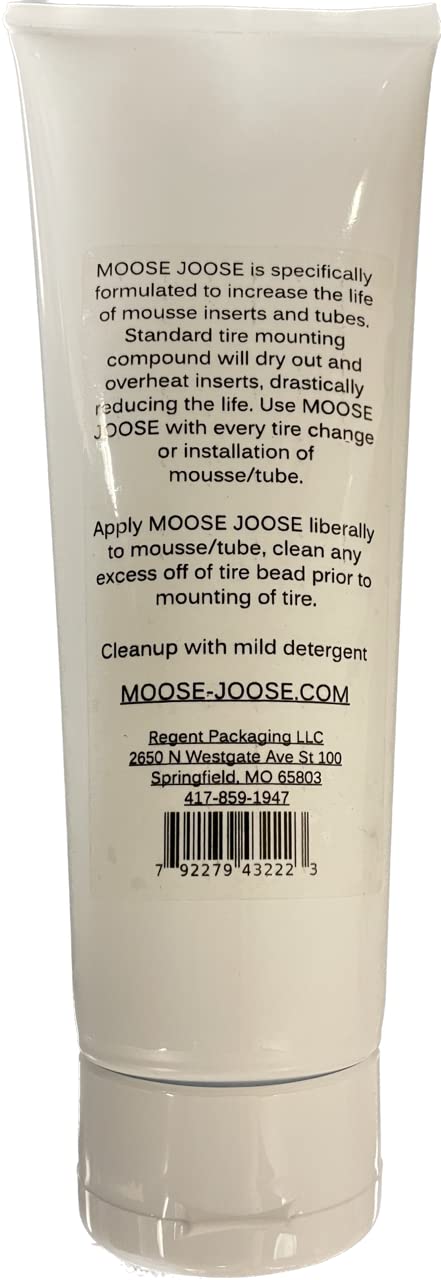 MOOSE JOOSE is specifically
formulated to increase the life
of mousse inserts and tubes.
Standard tire mounting
compound will dry out and
overheat inserts, drastically
reducing the life. Use MOOSE
JOOSE with every tire change
or installation of
mousse/tube.
Apply MOOSE JOOSE liberally
to mousse/tube, clean any
excess off of tire bead prior to
mounting of tire.
Cleanup with mild detergent
MOOSE-JOOSE.COM
Regent Packaging LLC
2650 N Westgate Ave St 100
Springfield, MO 65803
417-859-1947
7 92279 43222 3